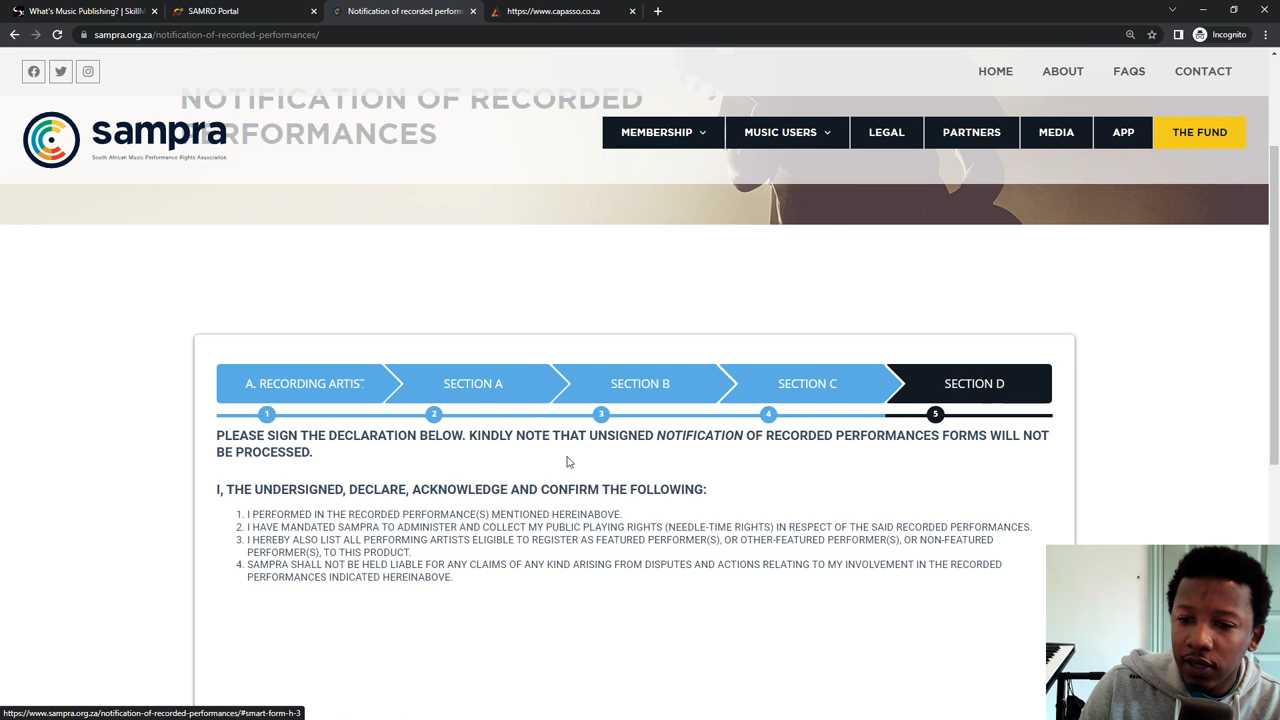 What's Music Publishing? | SkillM
SAMRO Portal
Notification of recorded perform
https://www.capasso.co.za
sampra.org.za/notification-of-recorded-performances/
Incognito
HOME
ABOUT
FAQS
CONTACT
NOTIFICATION OF RECORDED
PERFORMANCES
sampra
South African Music Performance Rights Association
MEMBERSHIP
MUSIC USERS
LEGAL
PARTNERS
MEDIA
APP
THE FUND
A. RECORDING ARTIST
SECTION A
SECTION B
SECTION C
SECTION D
1
2
3
4
5
PLEASE SIGN THE DECLARATION BELOW. KINDLY NOTE THAT UNSIGNED NOTIFICATION OF RECORDED PERFORMANCES FORMS WILL NOT
BE PROCESSED.
I, THE UNDERSIGNED, DECLARE, ACKNOWLEDGE AND CONFIRM THE FOLLOWING:
1. I PERFORMED IN THE RECORDED PERFORMANCE(S) MENTIONED HEREINABOVE.
2. I HAVE MANDATED SAMPRA TO ADMINISTER AND COLLECT MY PUBLIC PLAYING RIGHTS (NEEDLE-TIME RIGHTS) IN RESPECT OF THE SAID RECORDED PERFORMANCES.
3. I HEREBY ALSO LIST ALL PERFORMING ARTISTS ELIGIBLE TO REGISTER AS FEATURED PERFORMER(S), OR OTHER-FEATURED PERFORMER(S), OR NON-FEATURED
PERFORMER(S), TO THIS PRODUCT.
4. SAMPRA SHALL NOT BE HELD LIABLE FOR ANY CLAIMS OF ANY KIND ARISING FROM DISPUTES AND ACTIONS RELATING TO MY INVOLVEMENT IN THE RECORDED
PERFORMANCES INDICATED HEREINABOVE.
https://www.sampra.org.za/notification-of-recorded-performances/#smart-form-h-3